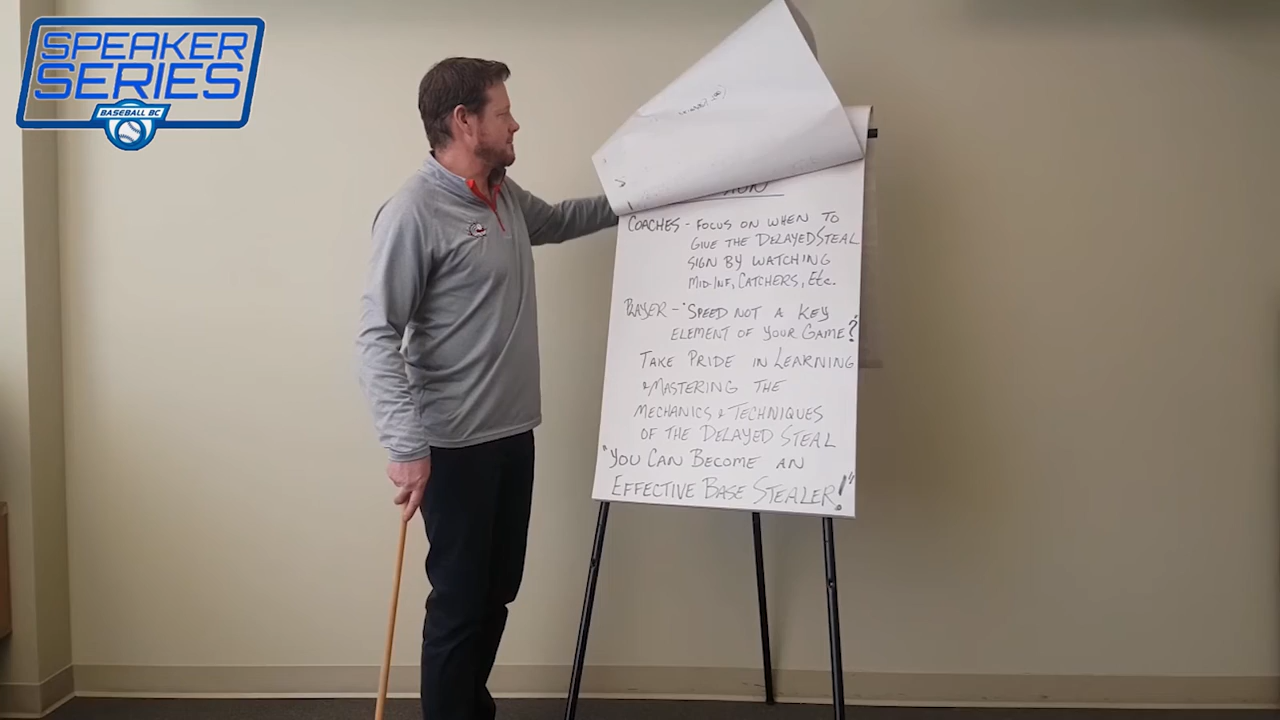 SPEAKER
SERIES
BASEBALL BC
COACHES - FOCUS ON WHEN TO
GIVE THE DELAYED STEAL
SIGN BY WATCHING
MID-INF, CATCHERS, ETC.
PLAYER - "SPEED NOT A KEY
ELEMENT OF YOUR GAME?"
TAKE PRIDE IN LEARNING
& MASTERING THE
MECHANICS & TECHNIQUES
OF THE DELAYED STEAL
"YOU CAN BECOME AN
EFFECTIVE BASE STEALER!"